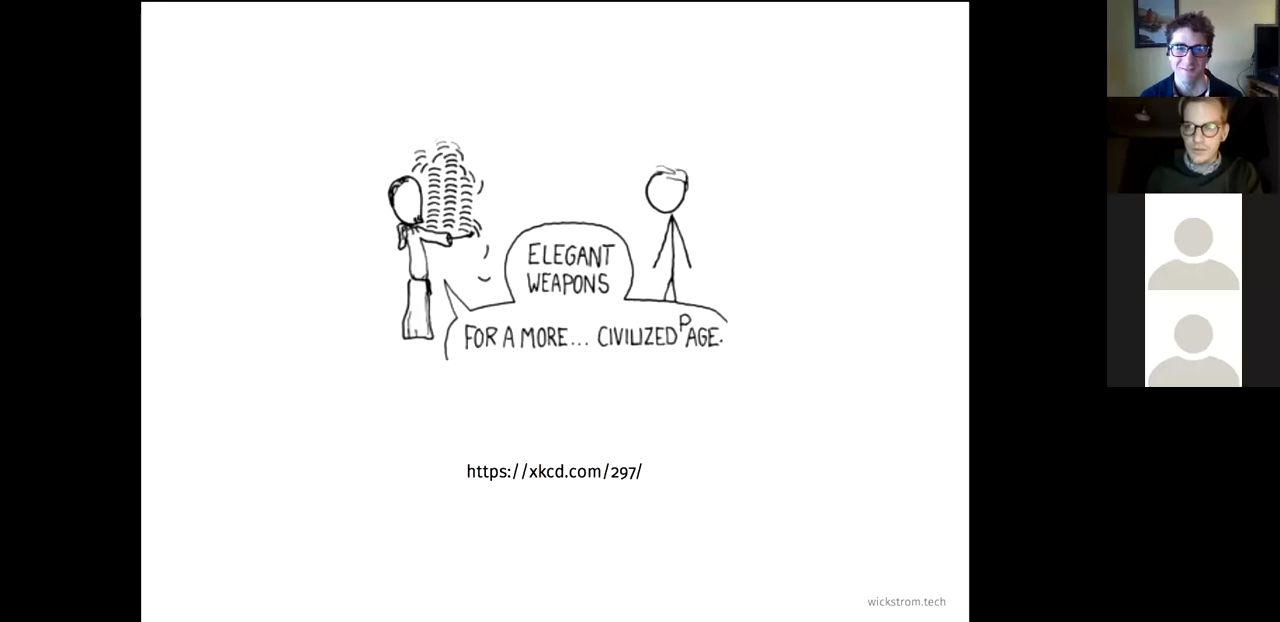 ELEGANT
WEAPONS
FOR A MORE... CIVILIZED PAGE.
https://xkcd.com/297/
wickstrom.tech